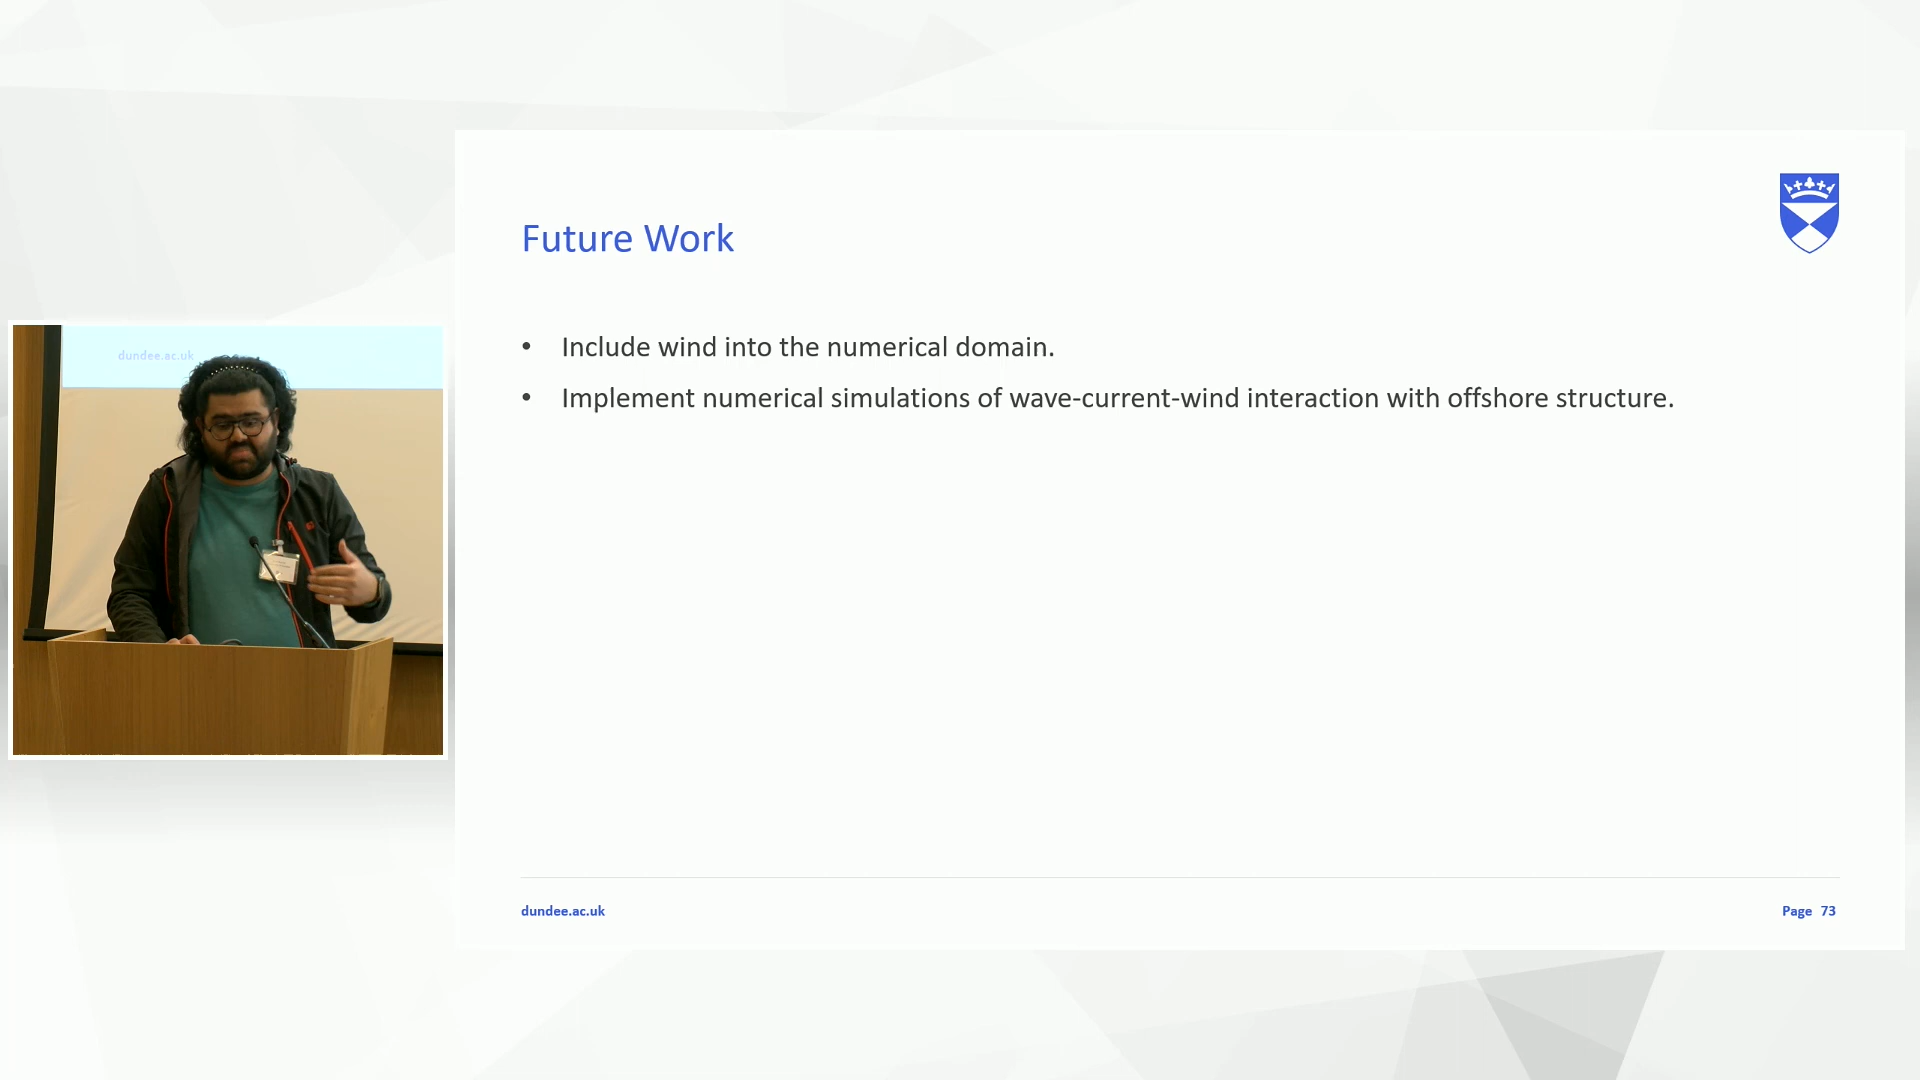 Future Work
• Include wind into the numerical domain.
• Implement numerical simulations of wave-current-wind interaction with offshore structure.
dundee.ac.uk
dundee.ac.uk
Page 73